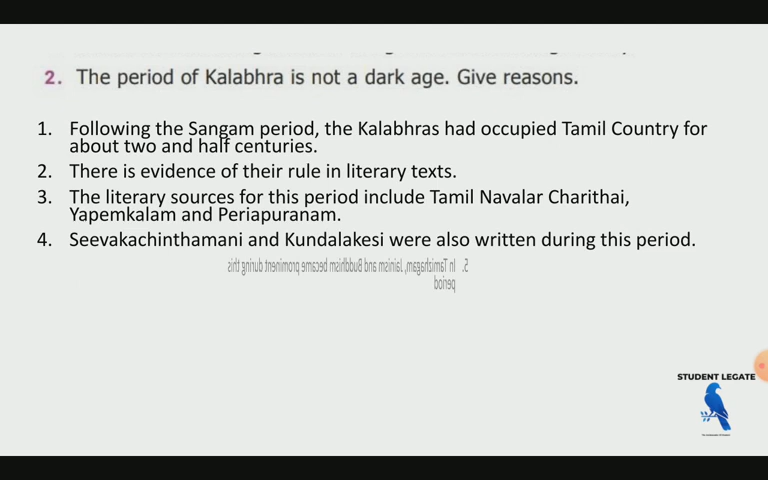 2. The period of Kalabhra is not a dark age. Give reasons.
1. Following the Sangam period, the Kalabhras had occupied Tamil Country for
about two and half centuries.
2. There is evidence of their rule in literary texts.
3. The literary sources for this period include Tamil Navalar Charithai,
Yapemkalam and Periapuranam.
4. Seevakachinthamani and Kundalakesi were also written during this period.
5. In Tamizhagam, Jainism and Buddhism became prominent during this
period
STUDENT LEGATE